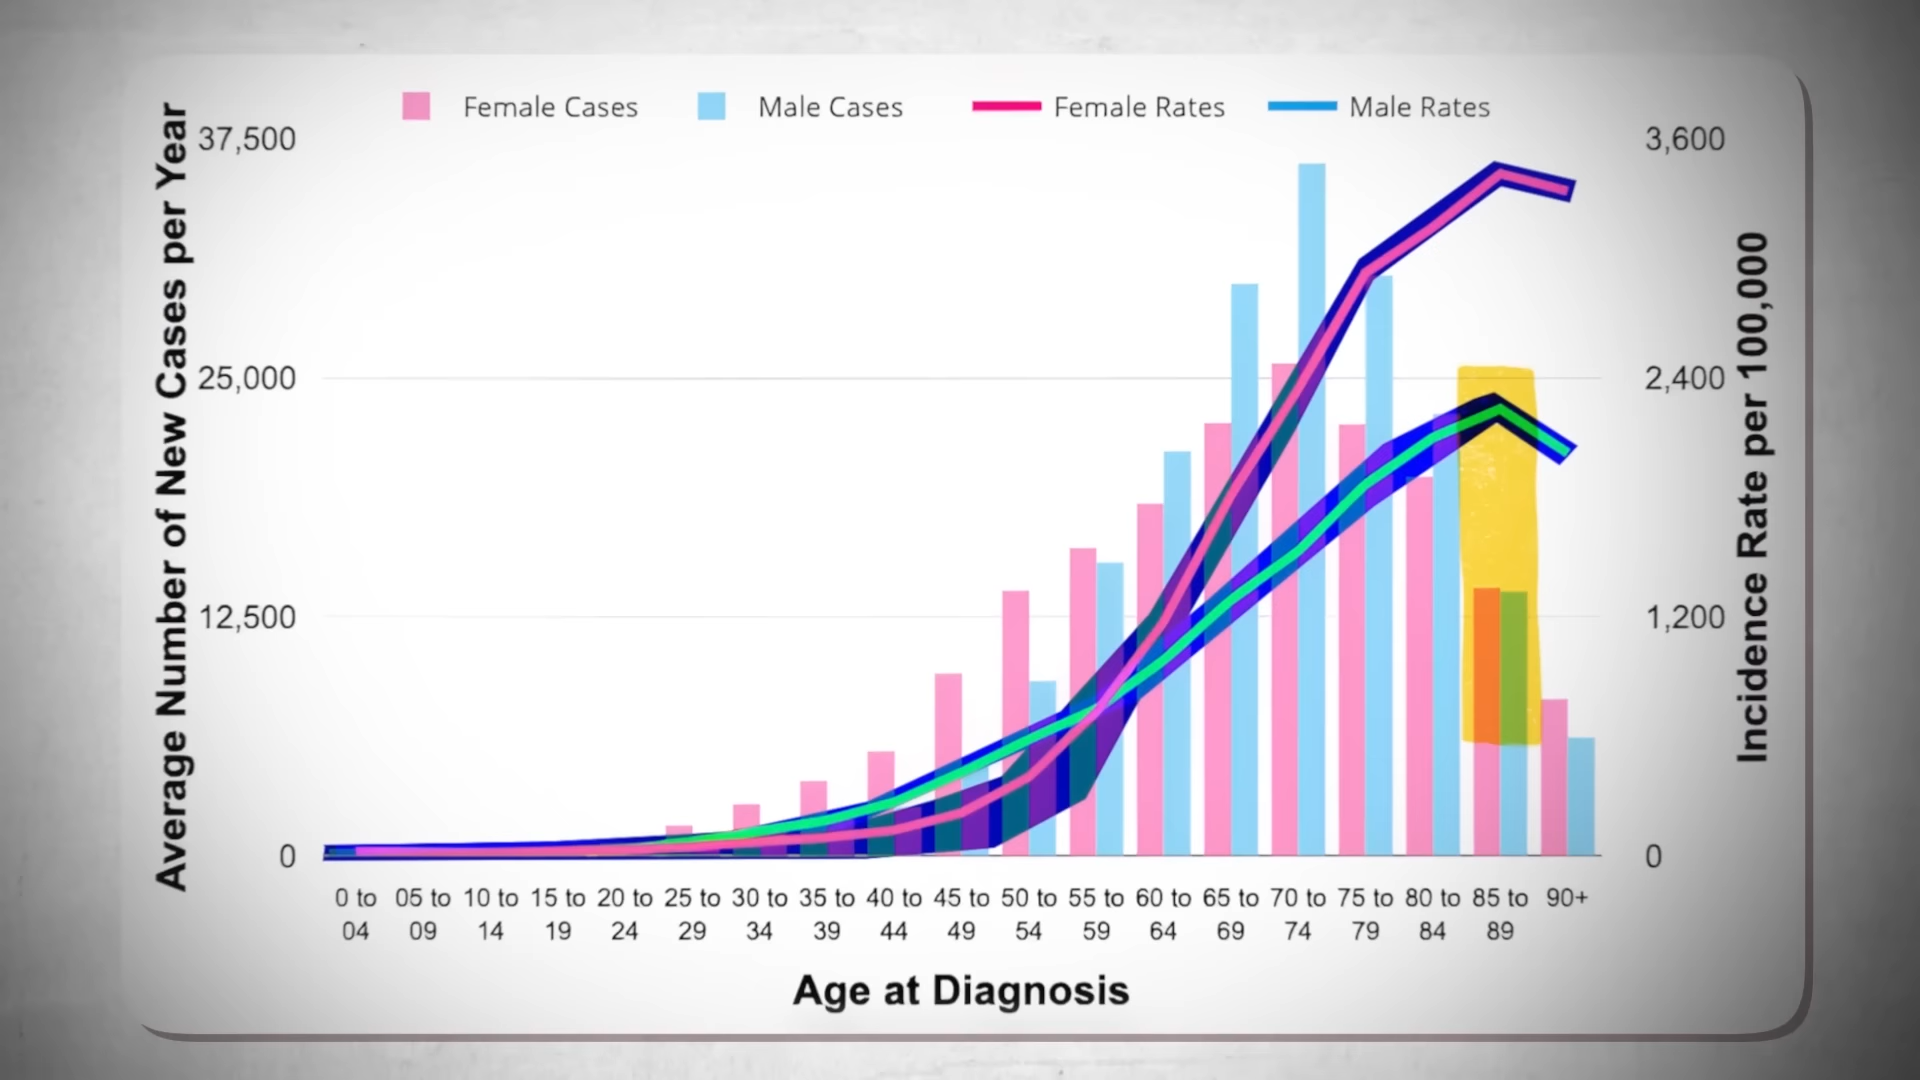 Female Cases
Male Cases
Female Rates
Male Rates
Average Number of New Cases per Year
37,500
25,000
12,500
0
3,600
2,400
1,200
0
Incidence Rate per 100,000
0 to 04
05 to 09
10 to 14
15 to 19
20 to 24
25 to 29
30 to 34
35 to 39
40 to 44
45 to 49
50 to 54
55 to 59
60 to 64
65 to 69
70 to 74
75 to 79
80 to 84
85 to 89
90+
Age at Diagnosis